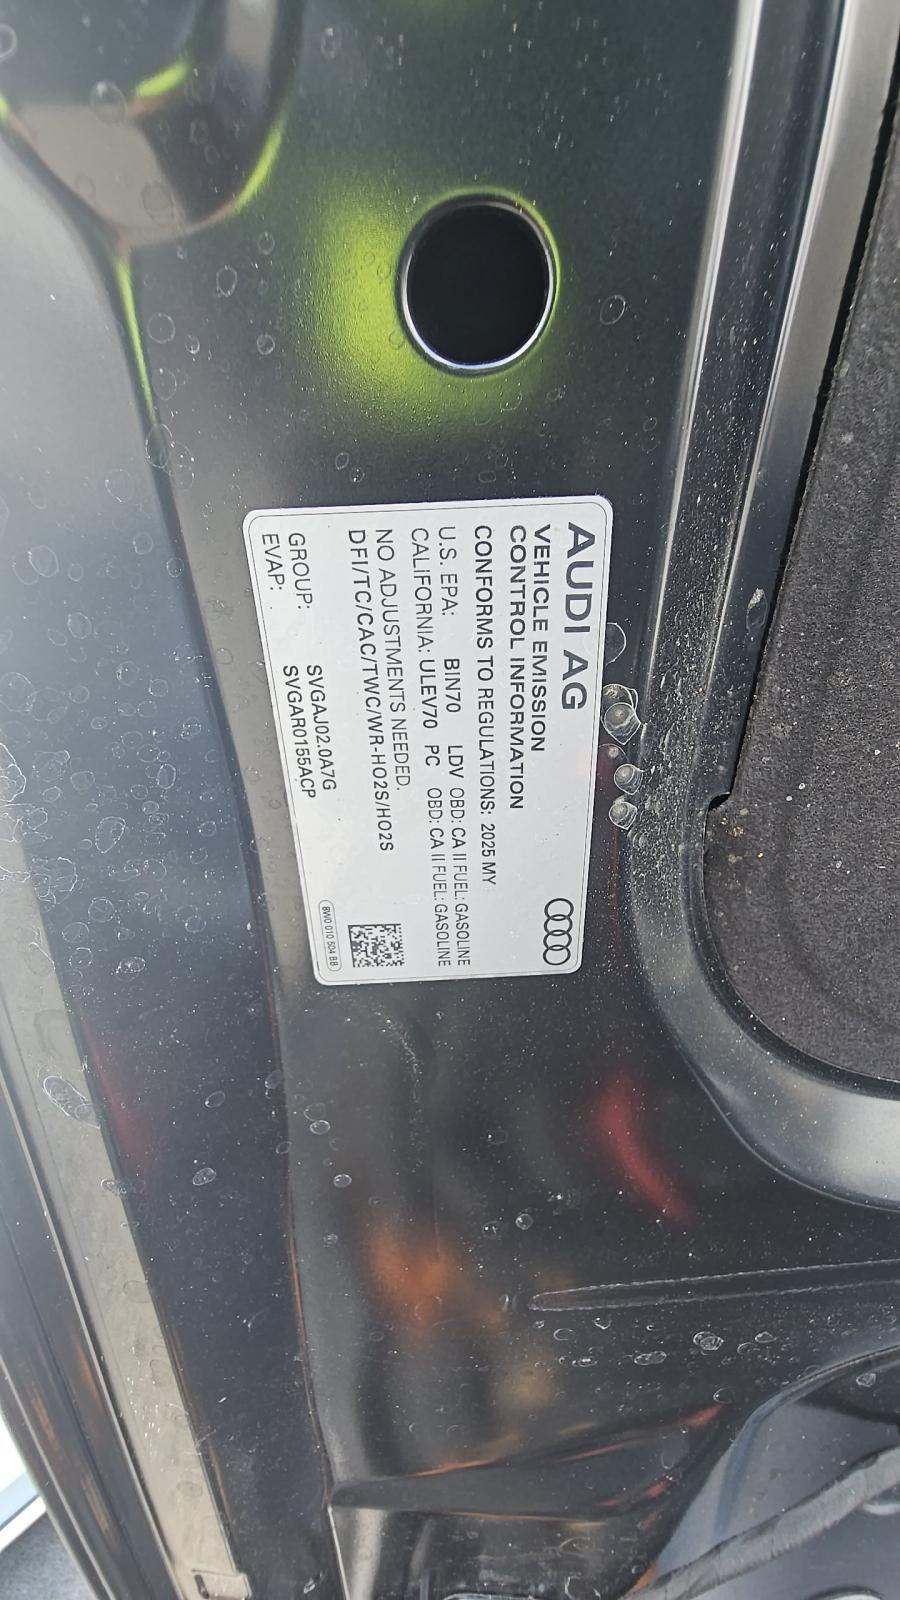 AUDI AG
VEHICLE EMISSION
CONTROL INFORMATION
CONFORMS TO REGULATIONS: 2025 MY
U.S. EPA: BIN70 LDV OBD: CA II FUEL: GASOLINE
CALIFORNIA: ULEV70 PC OBD: CA II FUEL: GASOLINE
NO ADJUSTMENTS NEEDED.
DFI/TC/CAC/TWC/WR-HO2S/HO2S
GROUP: SVGAJ02.0A7G
EVAP: SVGAR0155ACP
8W0 010 504 BB